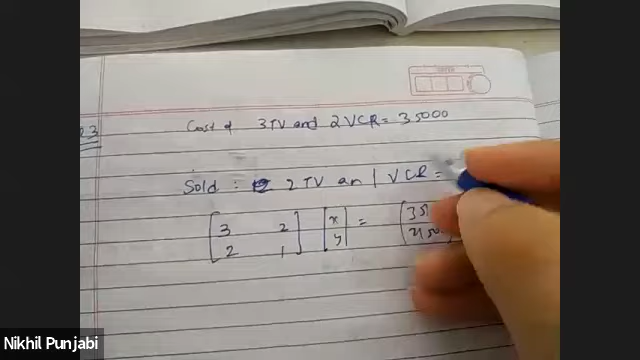 23
Cost of 3 TV and 2 VCR = 35000
Sold : 2 TV an 1 VCR =
3 2 x =
2 1 y
Nikhil Punjabi